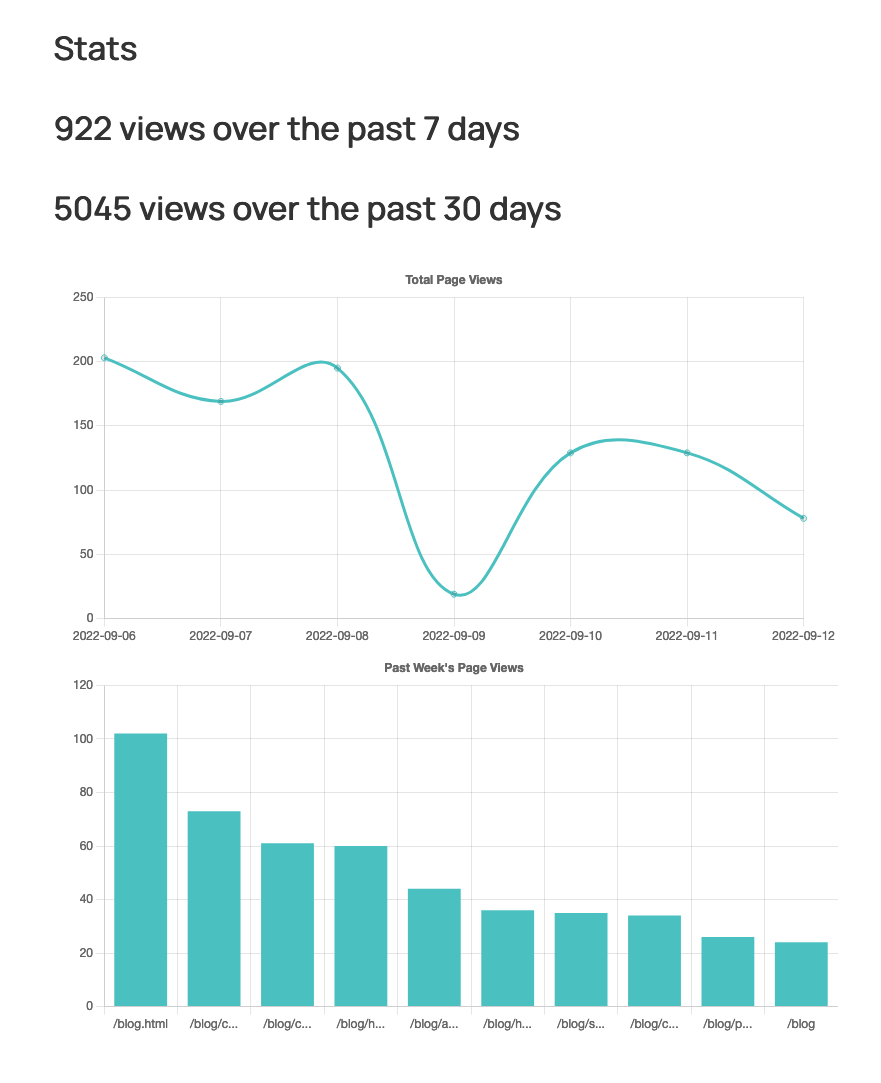 Stats
922 views over the past 7 days
5045 views over the past 30 days
Total Page Views
250
200
150
100
50
0
2022-09-06 2022-09-07 2022-09-08 2022-09-09 2022-09-10 2022-09-11 2022-09-12
Past Week's Page Views
120
100
80
60
40
20
0
/blog.html /blog/c... /blog/c... /blog/h... /blog/a... /blog/h... /blog/s... /blog/c... /blog/p... /blog